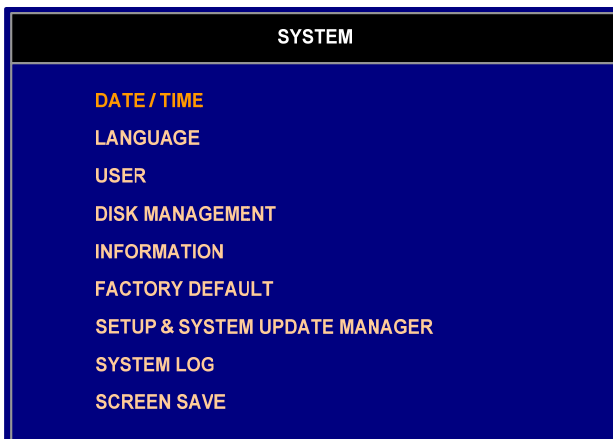 SYSTEM
DATE / TIME
LANGUAGE
USER
DISK MANAGEMENT
INFORMATION
FACTORY DEFAULT
SETUP & SYSTEM UPDATE MANAGER
SYSTEM LOG
SCREEN SAVE